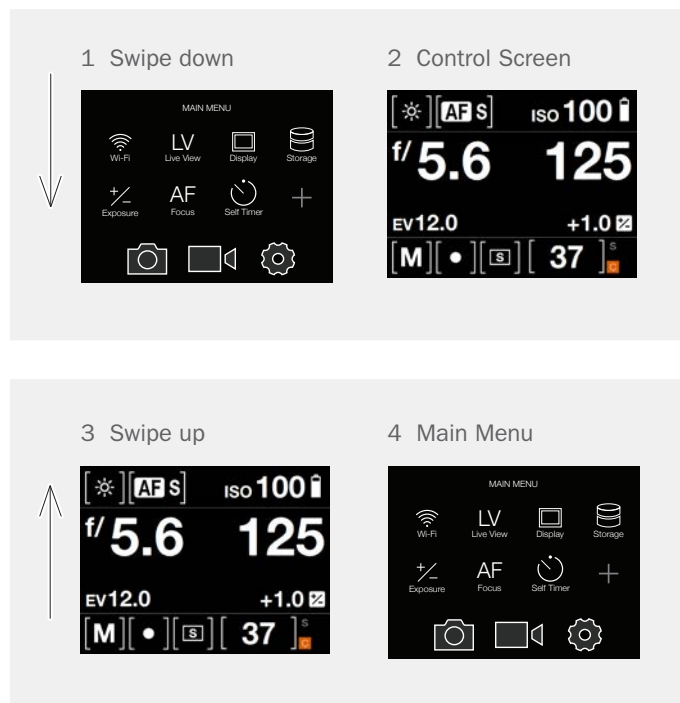 1 Swipe down
2 Control Screen
MAIN MENU
Wi-Fi
LV
Live View
Display
Storage
+/-
Exposure
AF
Focus
Self Timer
+
[☼][AF S] ISO 100
f/5.6 125
EV12.0 +1.0
[M][•][S][ 37 ] S C
3 Swipe up
4 Main Menu
[☼][AF S] ISO 100
f/5.6 125
EV12.0 +1.0
[M][•][S][ 37 ] S C
MAIN MENU
Wi-Fi
LV
Live View
Display
Storage
+/-
Exposure
AF
Focus
Self Timer
+